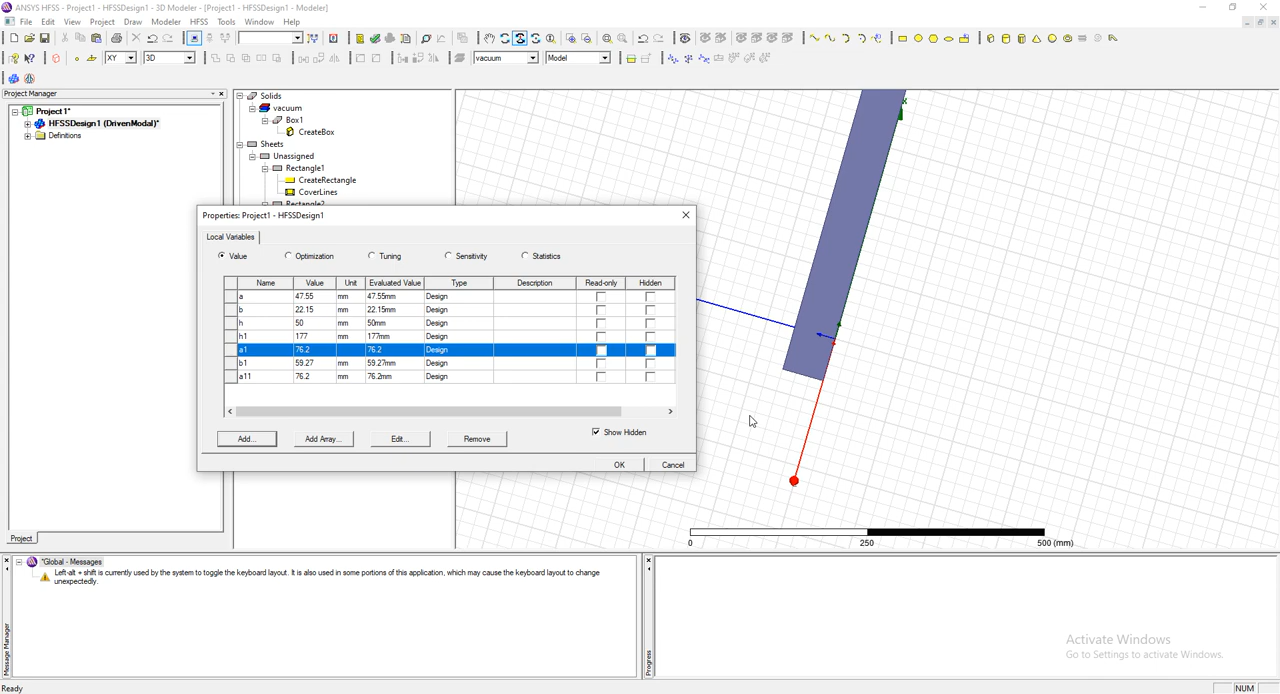 ANSYS HFSS - Project1 - HFSSDesign1 - 3D Modeler - [Project1 - HFSSDesign1 - Modeler]
File Edit View Project Draw Modeler HFSS Tools Window Help
XY 3D vacuum Model
Project Manager
Project1*
HFSSDesign1 (DrivenModal)*
Definitions
Project
Solids
vacuum
Box1
CreateBox
Sheets
Unassigned
Rectangle1
CreateRectangle
CoverLines
Rectangle2
Properties: Project1 - HFSSDesign1
Local Variables
Value Optimization Tuning Sensitivity Statistics
Name Value Unit Evaluated Value Type Description Read-only Hidden
a 47.55 mm 47.55mm Design
b 22.15 mm 22.15mm Design
h 50 mm 50mm Design
h1 177 mm 177mm Design
a1 76.2 76.2 Design
b1 59.27 mm 59.27mm Design
a11 76.2 mm 76.2mm Design
Add... Add Array... Edit... Remove Show Hidden
OK Cancel
0 250 500 (mm)
*Global - Messages
Left-alt + shift is currently used by the system to toggle the keyboard layout. It is also used in some portions of this application, which may cause the keyboard layout to change
unexpectedly.
Message Manager
Progress
Activate Windows
Go to Settings to activate Windows.
Ready
NUM